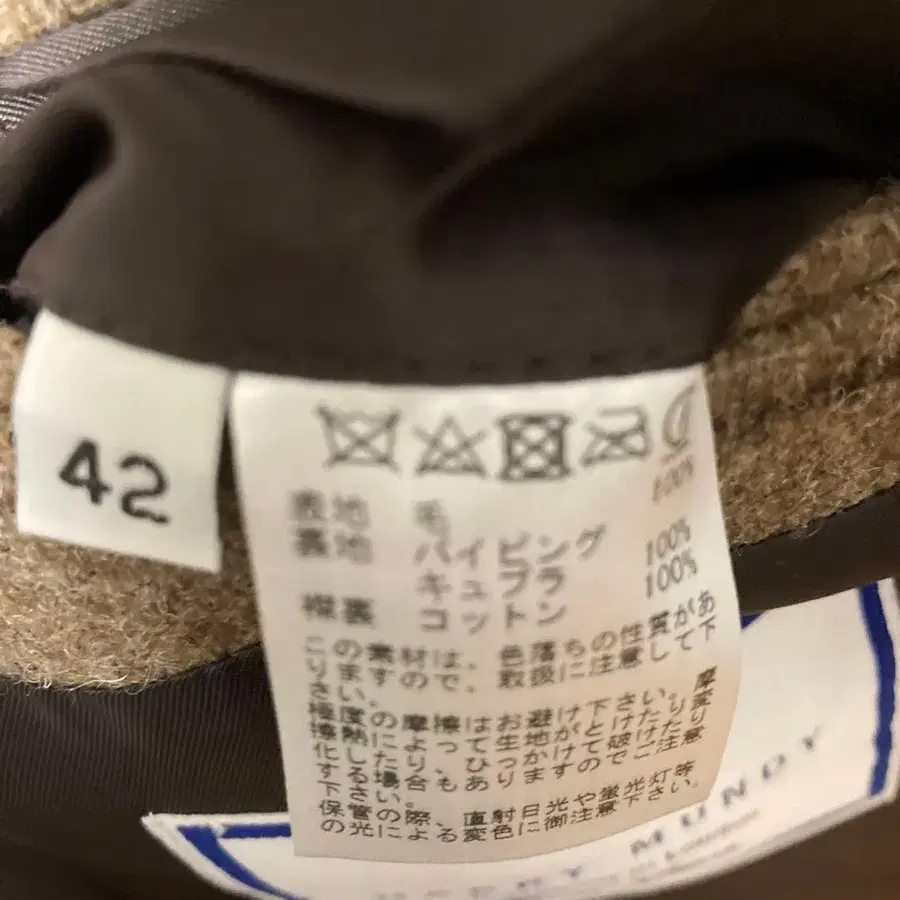 42
表地 毛 100%
裏地 パイピング
キュプラ 100%
裏 コットン 100%
この素材は、色落ちの性質があ
りますので、取扱に注意して下
さい。
極度の摩擦はお避け下さい。摩
擦熱によって生地がとけたり変
化したり、ひっかけて破けたり
する場合もありますのでご注意
下さい。
保管の際、直射日光や蛍光灯等
の光による変色に御注意下さい。
MUNDY